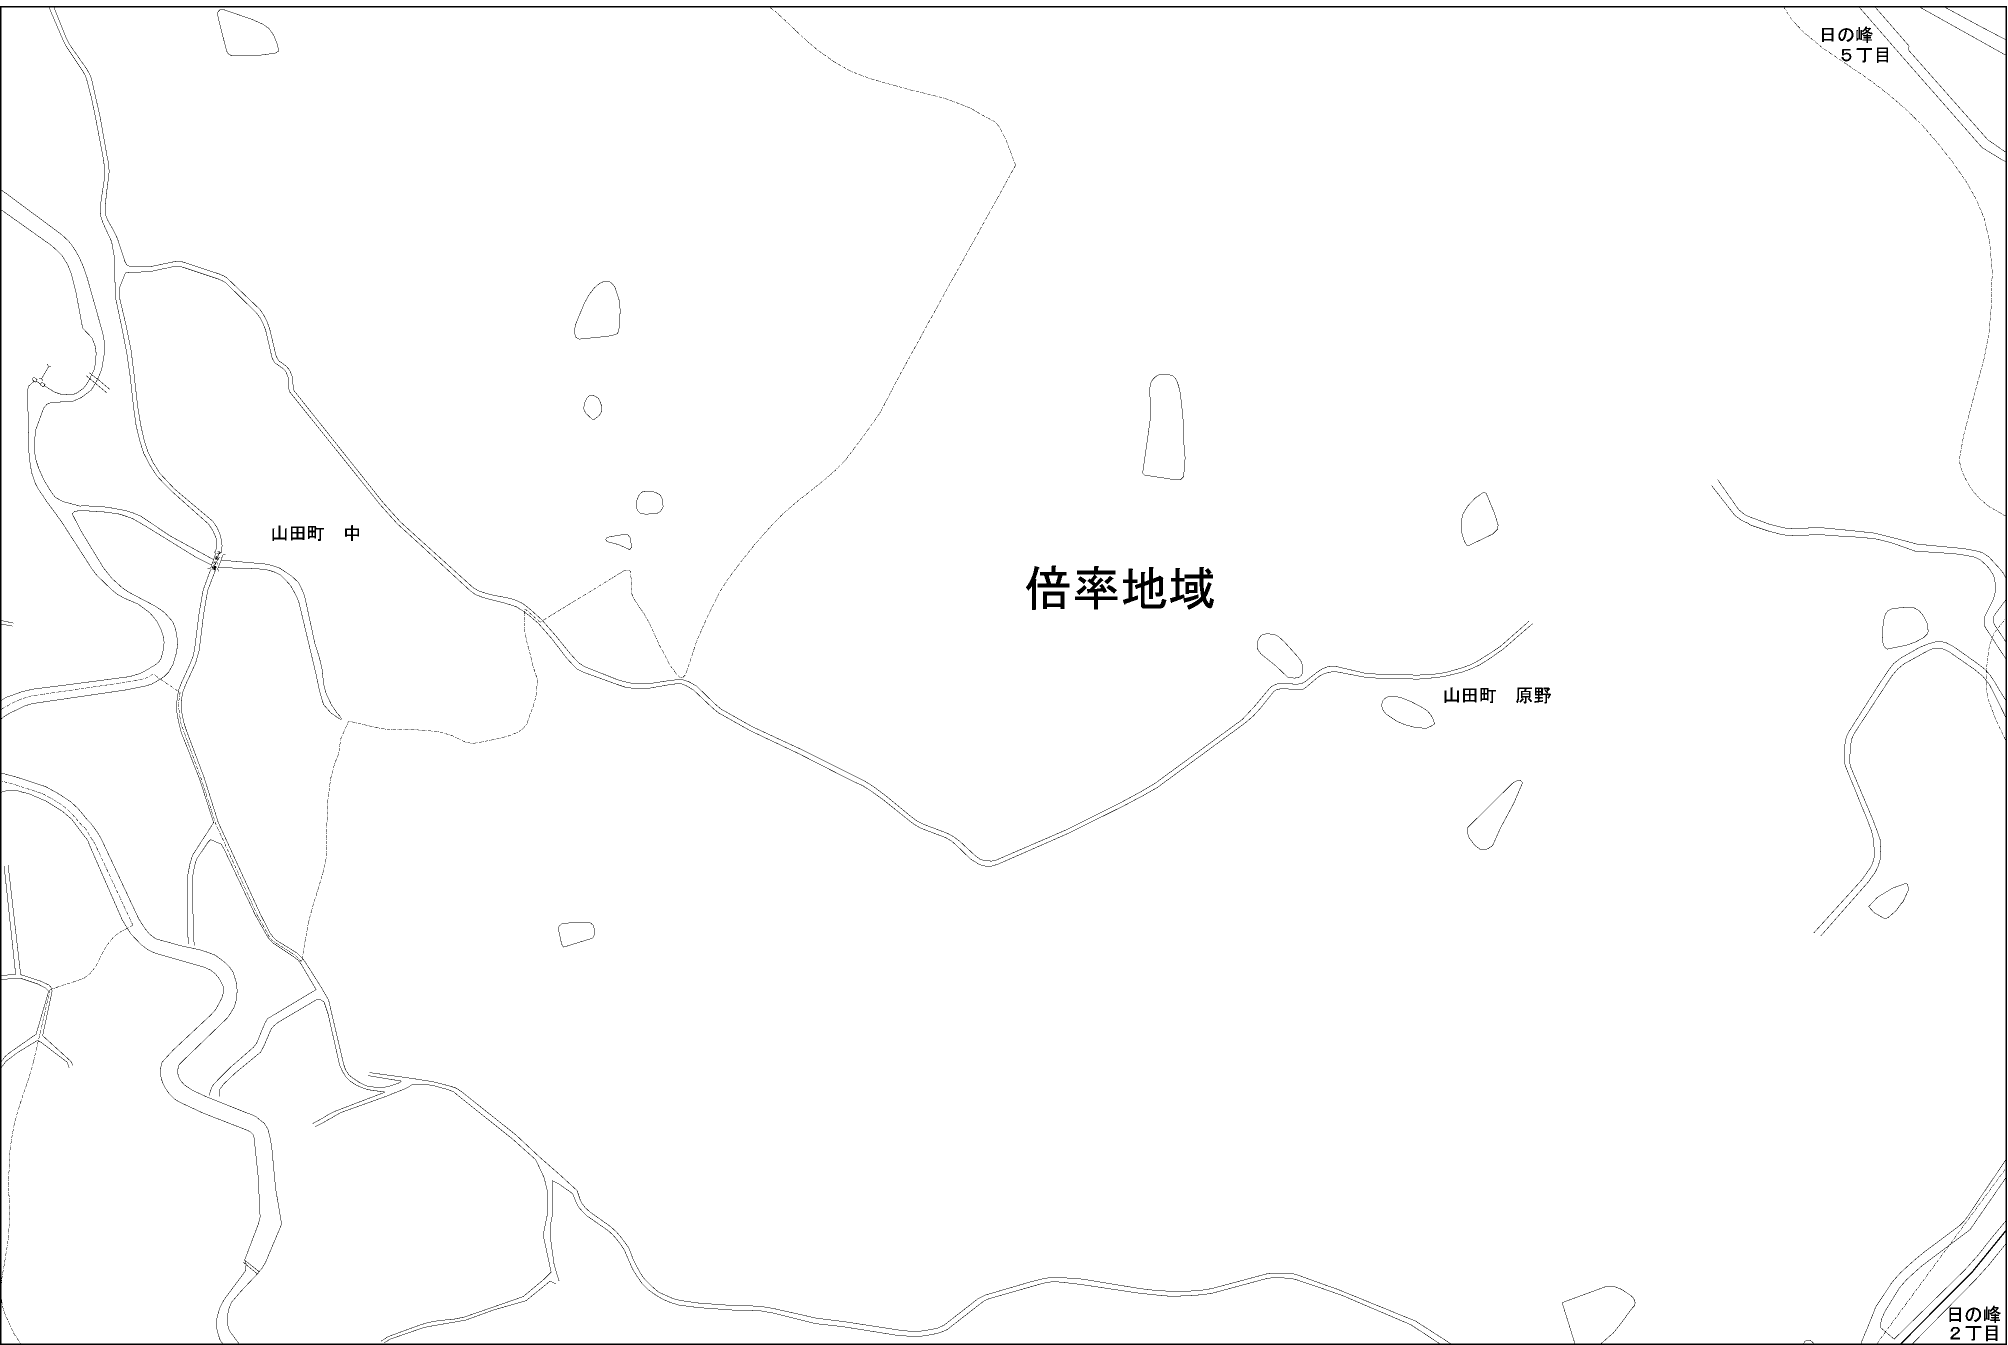 日の峰
５丁目
山田町　中
倍率地域
山田町　原野
日の峰
２丁目